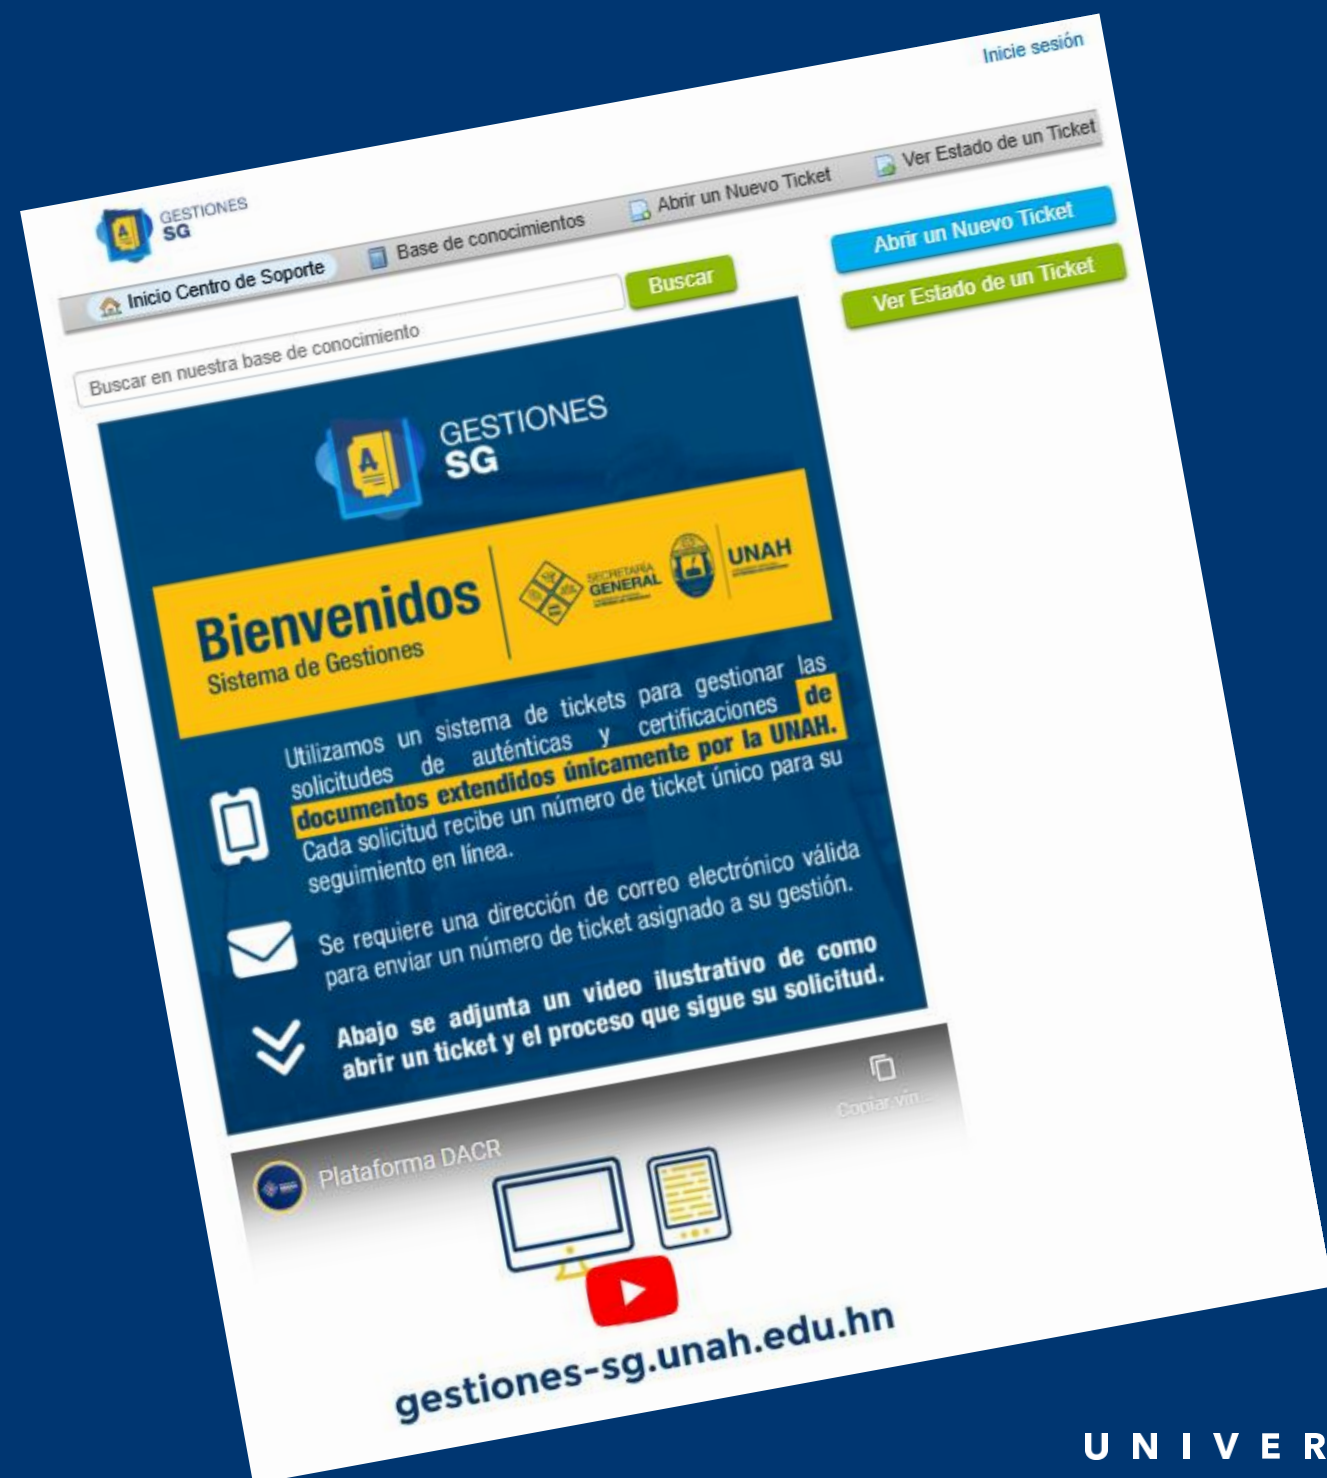 Inicie sesión
GESTIONES
SG
Inicio Centro de Soporte
Base de conocimientos
Abrir un Nuevo Ticket
Ver Estado de un Ticket
Buscar en nuestra base de conocimiento
Buscar
Abrir un Nuevo Ticket
Ver Estado de un Ticket
GESTIONES
SG
Bienvenidos
Sistema de Gestiones
SECRETARÍA
GENERAL
UNAH
Utilizamos un sistema de tickets para gestionar las
solicitudes de auténticas y certificaciones de
documentos extendidos únicamente por la UNAH.
Cada solicitud recibe un número de ticket único para su
seguimiento en línea.
Se requiere una dirección de correo electrónico válida
para enviar un número de ticket asignado a su gestión.
Abajo se adjunta un video ilustrativo de como
abrir un ticket y el proceso que sigue su solicitud.
Plataforma DACR
Copiar vín...
gestiones-sg.unah.edu.hn
UNIVER